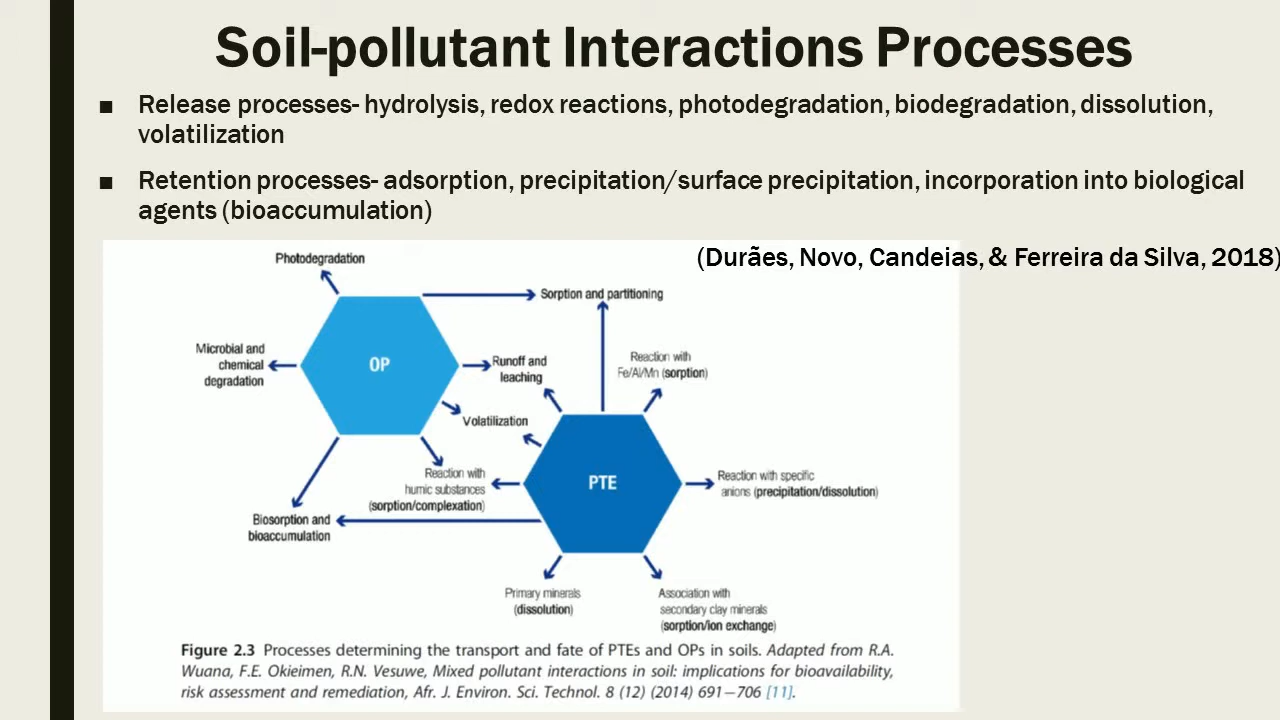 Soil-pollutant Interactions Processes
■ Release processes- hydrolysis, redox reactions, photodegradation, biodegradation, dissolution,
volatilization
■ Retention processes- adsorption, precipitation/surface precipitation, incorporation into biological
agents (bioaccumulation)
(Durães, Novo, Candeias, & Ferreira da Silva, 2018)
Photodegradation
Sorption and partitioning
Microbial and
chemical
degradation
OP
Runoff and
leaching
Reaction with
Fe/Al/Mn (sorption)
Volatilization
Reaction with
humic substances
(sorption/complexation)
PTE
Reaction with specific
anions (precipitation/dissolution)
Biosorption and
bioaccumulation
Primary minerals
(dissolution)
Association with
secondary clay minerals
(sorption/ion exchange)
Figure 2.3 Processes determining the transport and fate of PTEs and OPs in soils. Adapted from R.A.
Wuana, F.E. Okieimen, R.N. Vesuwe, Mixed pollutant interactions in soil: implications for bioavailability,
risk assessment and remediation, Afr. J. Environ. Sci. Technol. 8 (12) (2014) 691–706 [11].